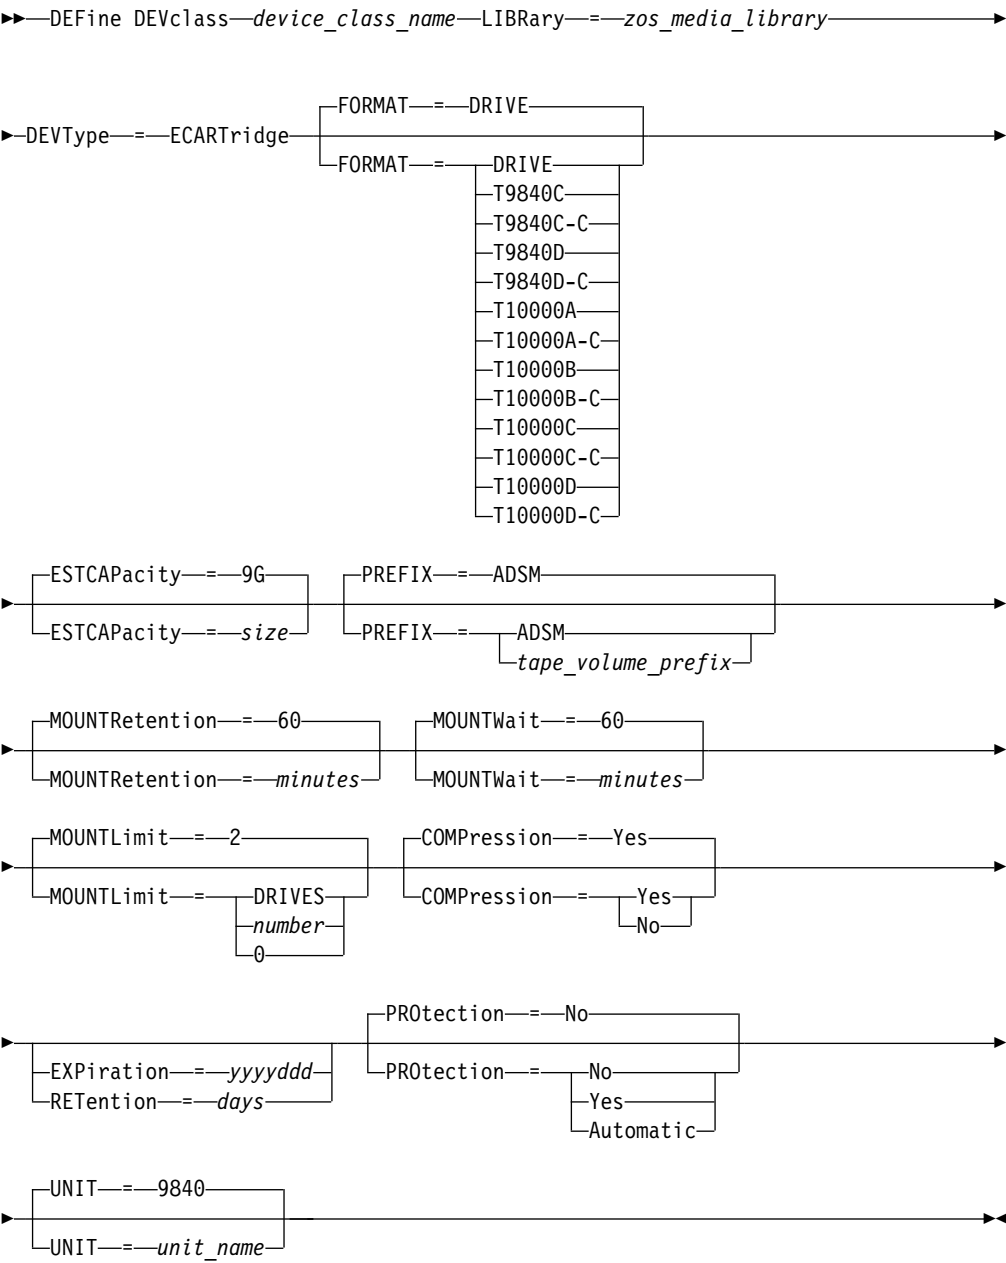 DEFine DEVclass device_class_name LIBRary = zos_media_library
FORMAT = DRIVE
DEVType = ECARTridge
FORMAT = DRIVE
T9840C
T9840C-C
T9840D
T9840D-C
T10000A
T10000A-C
T10000B
T10000B-C
T10000C
T10000C-C
T10000D
T10000D-C
ESTCAPacity = 9G PREFIX = ADSM
ESTCAPacity = size PREFIX = ADSM
tape_volume_prefix
MOUNTRetention = 60 MOUNTWait = 60
MOUNTRetention = minutes MOUNTWait = minutes
MOUNTLimit = 2 COMPression = Yes
MOUNTLimit = DRIVES COMPression = Yes
number No
0
PROtection = No
EXPiration = yyyyddd PROtection = No
RETention = days Yes
Automatic
UNIT = 9840
UNIT = unit_name